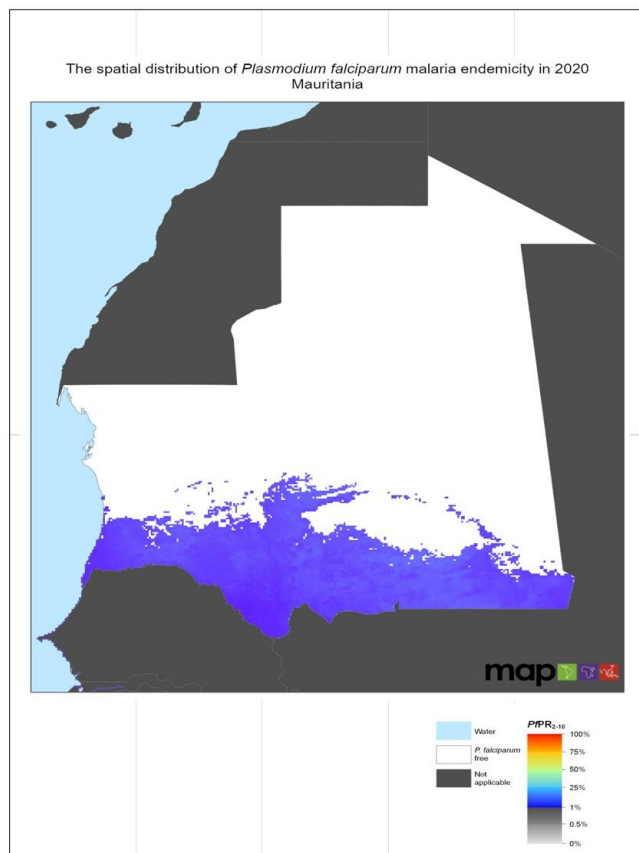 The spatial distribution of Plasmodium falciparum malaria endemicity in 2020
Mauritania
map
Water
P. falciparum
free
Not
applicable
PfPR2-10
100%
75%
50%
25%
1%
0.5%
0%